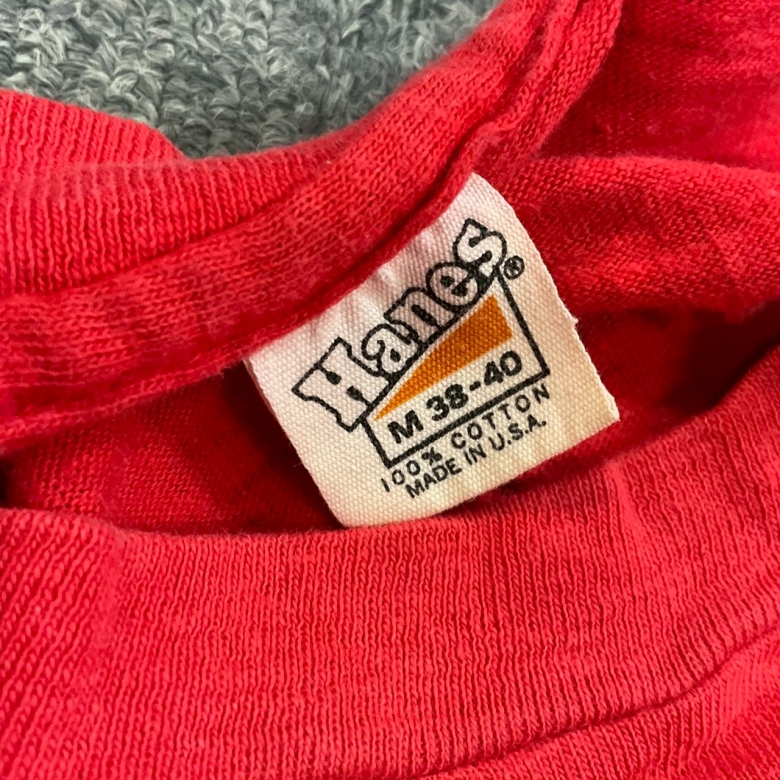 Hanes®
M 38-40
100% COTTON
MADE IN U.S.A.